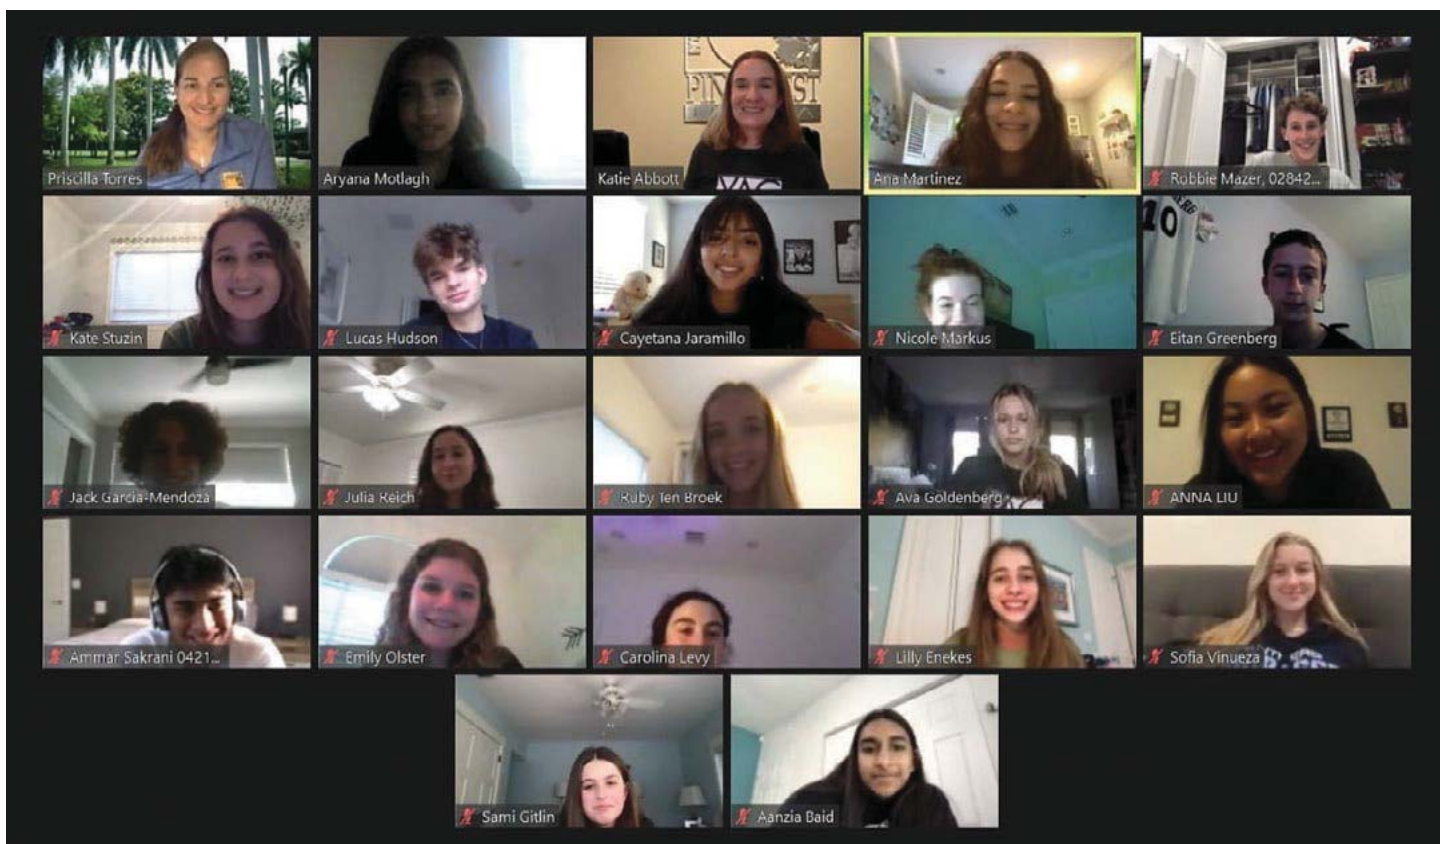 Priscilla Torres
Aryana Motlagh
Katie Abbott
Ana Martinez
Robbie Mazer, 02842...
Kate Stuzin
Lucas Hudson
Cayetana Jaramillo
Nicole Markus
10
Eitan Greenberg
Jack Garcia-Mendoza
Julia Reich
Ruby Ten Broek
Ava Goldenberg
ANNA LIU
Ammar Sakrani 0421...
Emily Olster
Carolina Levy
Lilly Enekes
Sofia Vinueza
Sami Gitlin
Aanzia Baid